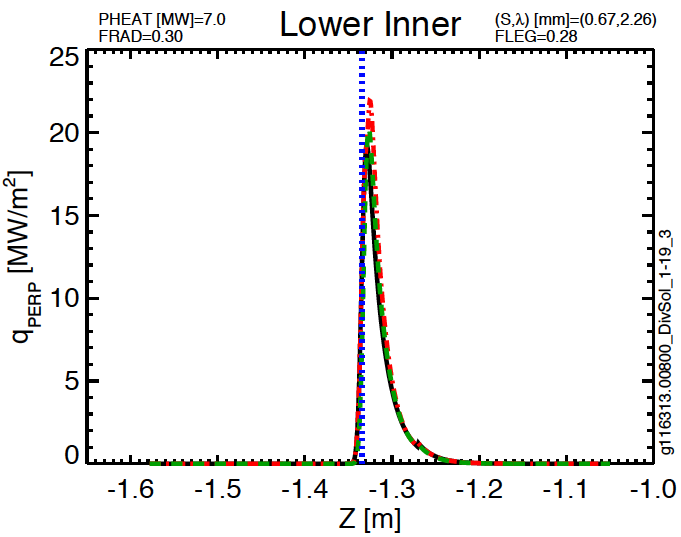 PHEAT [MW]=7.0
FRAD=0.30
Lower Inner
(S,λ) [mm]=(0.67,2.26)
FLEG=0.28
25
20
15
10
5
0
qPERP [MW/m²]
-1.6
-1.5
-1.4
-1.3
-1.2
-1.1
-1.0
Z [m]
g116313.00800_DivSol_1-19_3